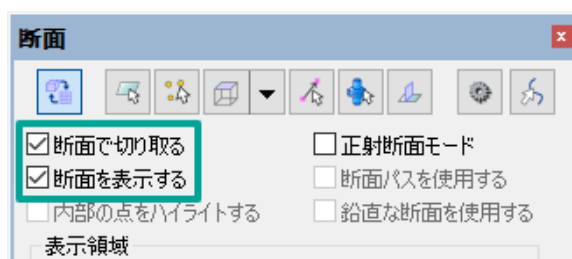 断面
断面で切り取る 正射断面モード
断面を表示する 断面パスを使用する
内部の点をハイライトする 鉛直な断面を使用する
表示領域